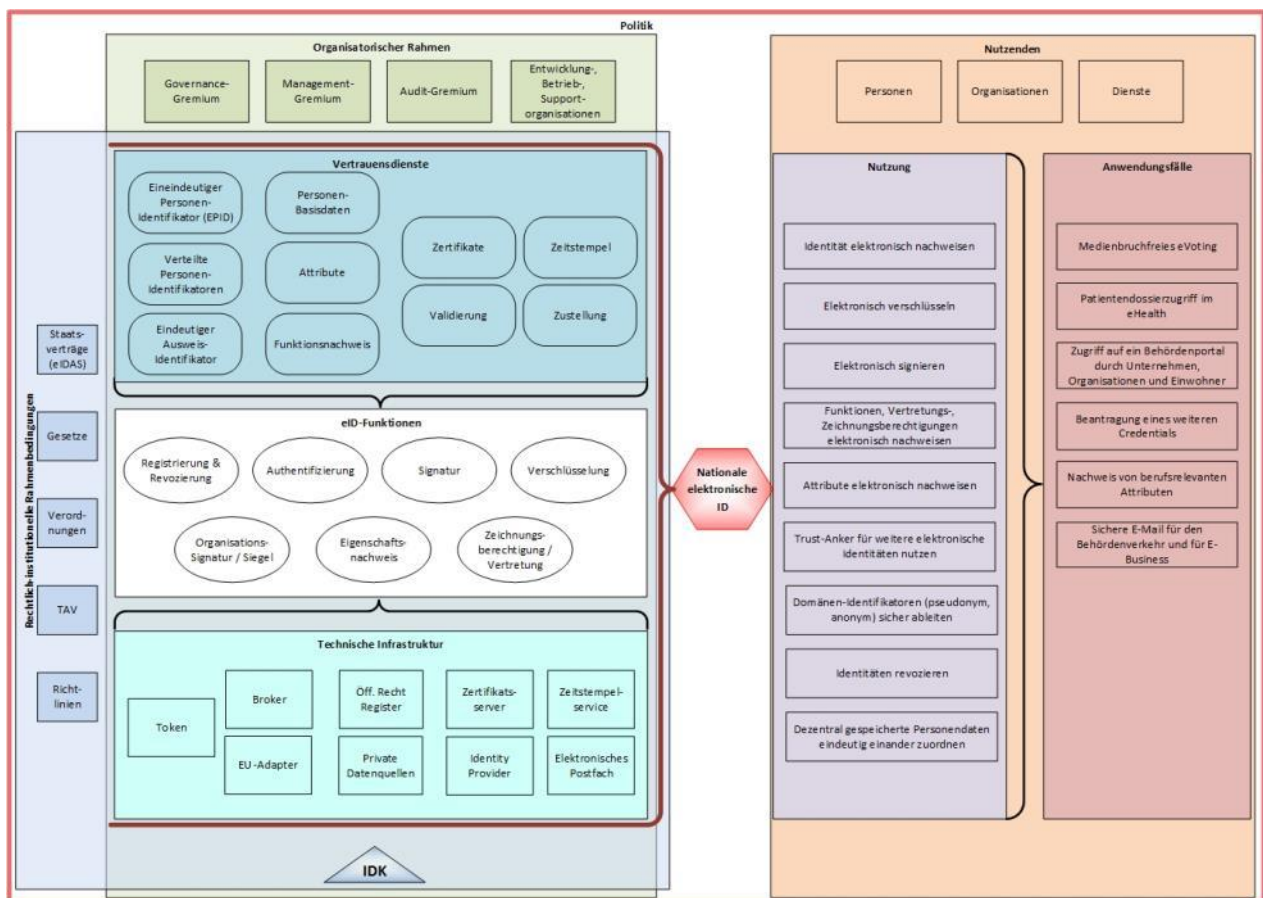 Politik
Organisatorischer Rahmen
Governance-
Gremium
Management-
Gremium
Audit-Gremium
Entwicklung-,
Betrieb-,
Support-
organisationen
Rechtlich-institutionelle Rahmenbedingungen
Staats-
verträge
(eIDAS)
Gesetze
Verord-
nungen
TAV
Richt-
linien
Vertrauensdienste
Eineindeutiger
Personen-
Identifikator (EPID)
Personen-
Basisdaten
Verteilte
Personen-
Identifikatoren
Attribute
Zertifikate
Zeitstempel
Eindeutiger
Ausweis-
Identifikator
Funktionsnachweis
Validierung
Zustellung
eID-Funktionen
Registrierung &
Revozierung
Authentifizierung
Signatur
Verschlüsselung
Organisations-
Signatur / Siegel
Eigenschafts-
nachweis
Zeichnungs-
berechtigung /
Vertretung
Technische Infrastruktur
Token
Broker
Öff. Recht
Register
Zertifikats-
server
Zeitstempel-
service
EU-Adapter
Private
Datenquellen
Identity
Provider
Elektronisches
Postfach
IDK
Nationale
elektronische
ID
Nutzenden
Personen
Organisationen
Dienste
Nutzung
Identität elektronisch nachweisen
Elektronisch verschlüsseln
Elektronisch signieren
Funktionen, Vertretungs-,
Zeichnungsberechtigungen
elektronisch nachweisen
Attribute elektronisch nachweisen
Trust-Anker für weitere elektronische
Identitäten nutzen
Domänen-Identifikatoren (pseudonym,
anonym) sicher ableiten
Identitäten revozieren
Dezentral gespeicherte Personendaten
eindeutig einander zuordnen
Anwendungsfälle
Medienbruchfreies eVoting
Patientendossierzugriff im
eHealth
Zugriff auf ein Behördenportal
durch Unternehmen,
Organisationen und Einwohner
Beantragung eines weiteren
Credentials
Nachweis von berufsrelevanten
Attributen
Sichere E-Mail für den
Behördenverkehr und für E-
Business